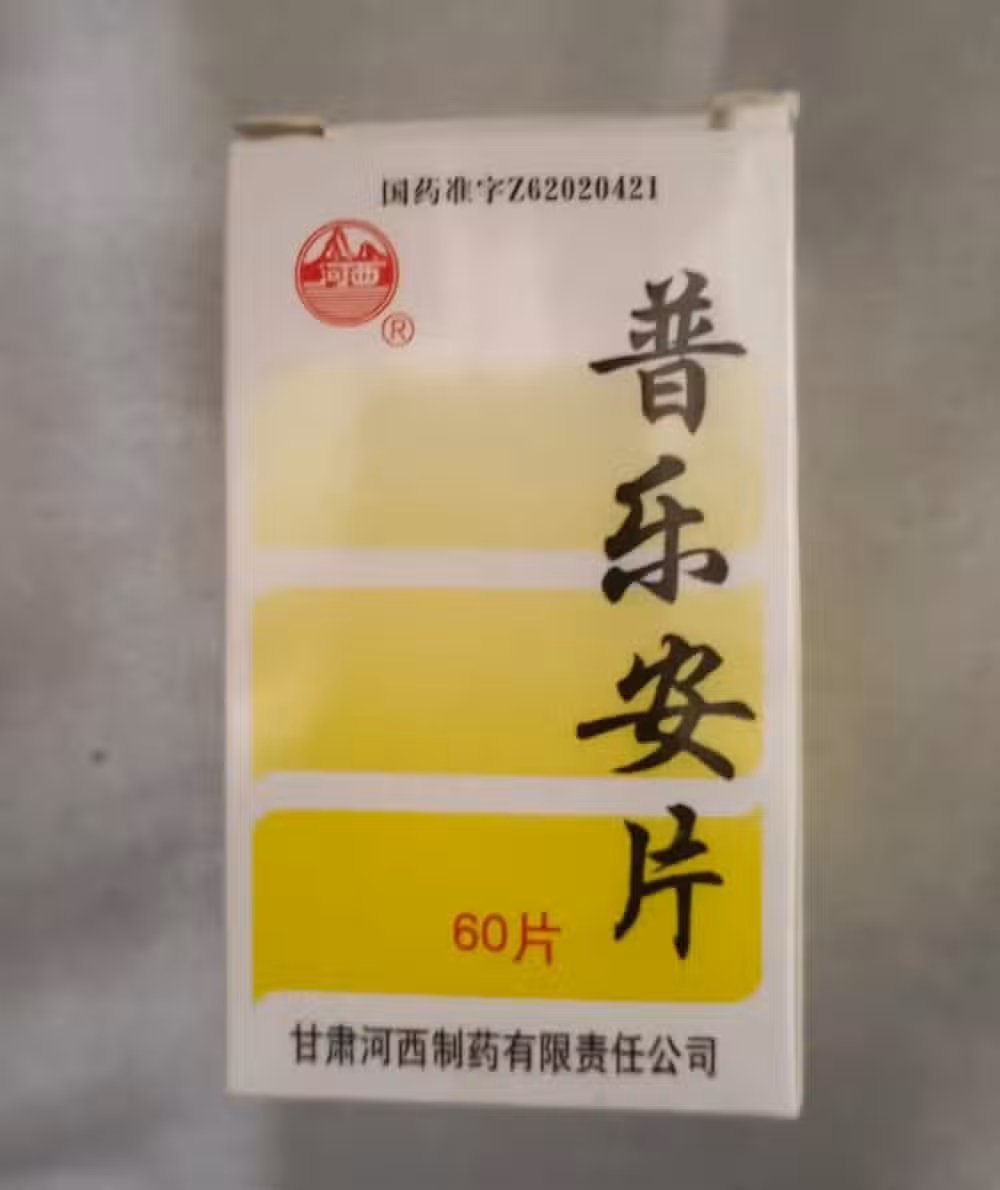 国药准字Z62020421
河西
®
普乐安片
60片
甘肃河西制药有限责任公司